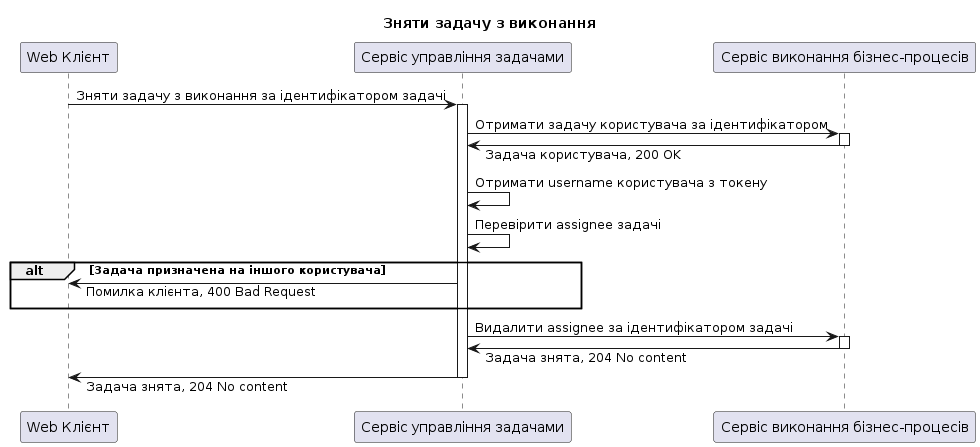 Зняти задачу з виконання
Web Клієнт
Сервіс управління задачами
Сервіс виконання бізнес-процесів
Зняти задачу з виконання за ідентифікатором задачі
Отримати задачу користувача за ідентифікатором
Задача користувача, 200 OK
Отримати username користувача з токену
Перевірити assignee задачі
alt [Задача призначена на іншого користувача]
Помилка клієнта, 400 Bad Request
Видалити assignee за ідентифікатором задачі
Задача знята, 204 No content
Задача знята, 204 No content
Web Клієнт
Сервіс управління задачами
Сервіс виконання бізнес-процесів